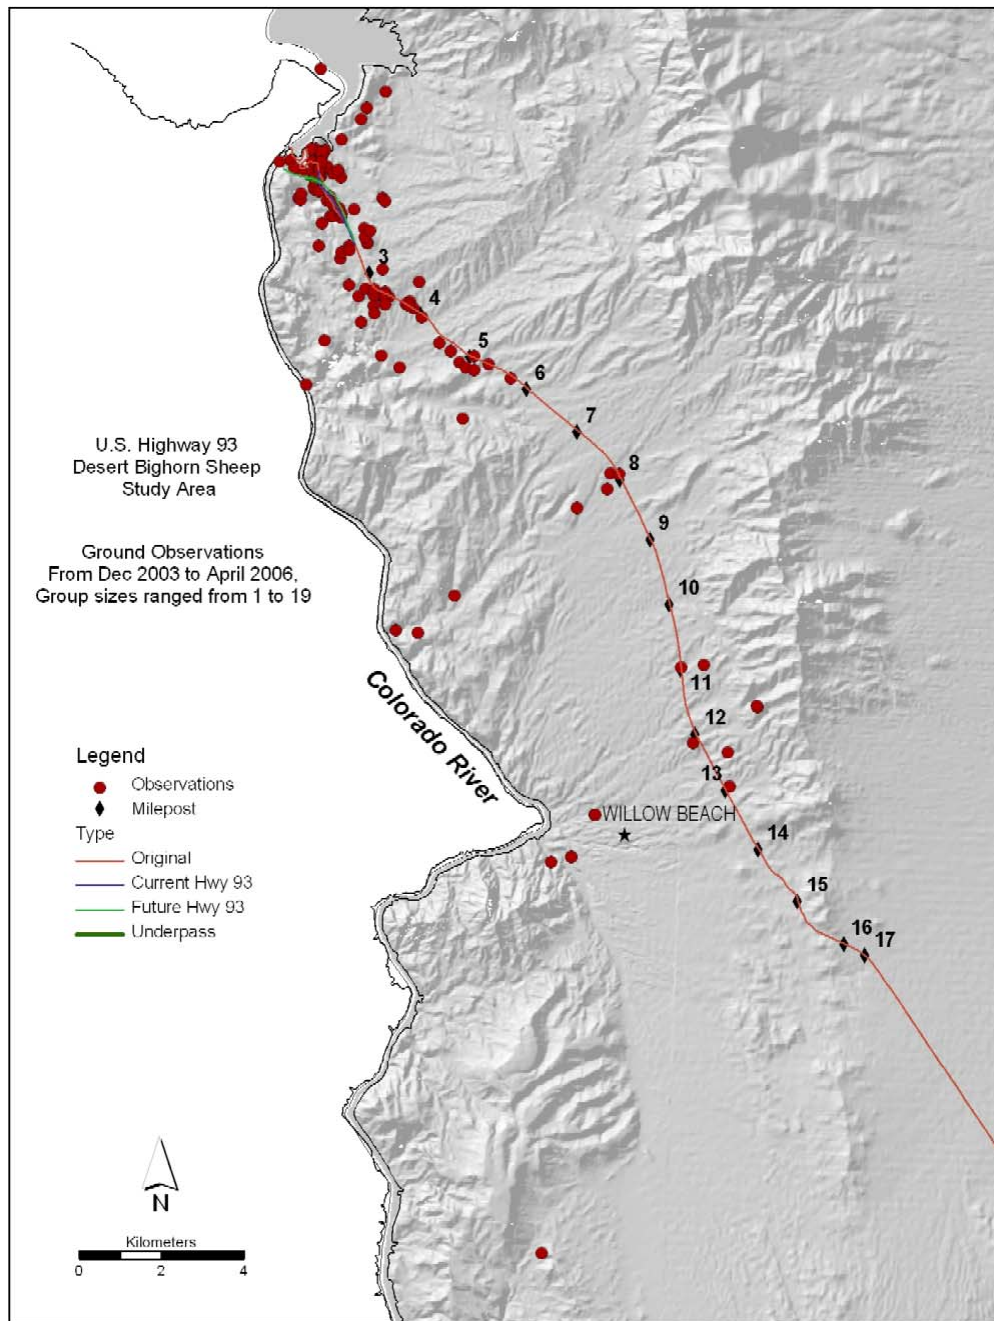 3
4
5
6
7
U.S. Highway 93
Desert Bighorn Sheep
Study Area
8
9
Ground Observations
From Dec 2003 to April 2006,
Group sizes ranged from 1 to 19
10
11
Colorado River
12
13
Legend
Observations
Milepost
Type
Original
Current Hwy 93
Future Hwy 93
Underpass
WILLOW BEACH
14
15
16
17
N
Kilometers
0 2 4